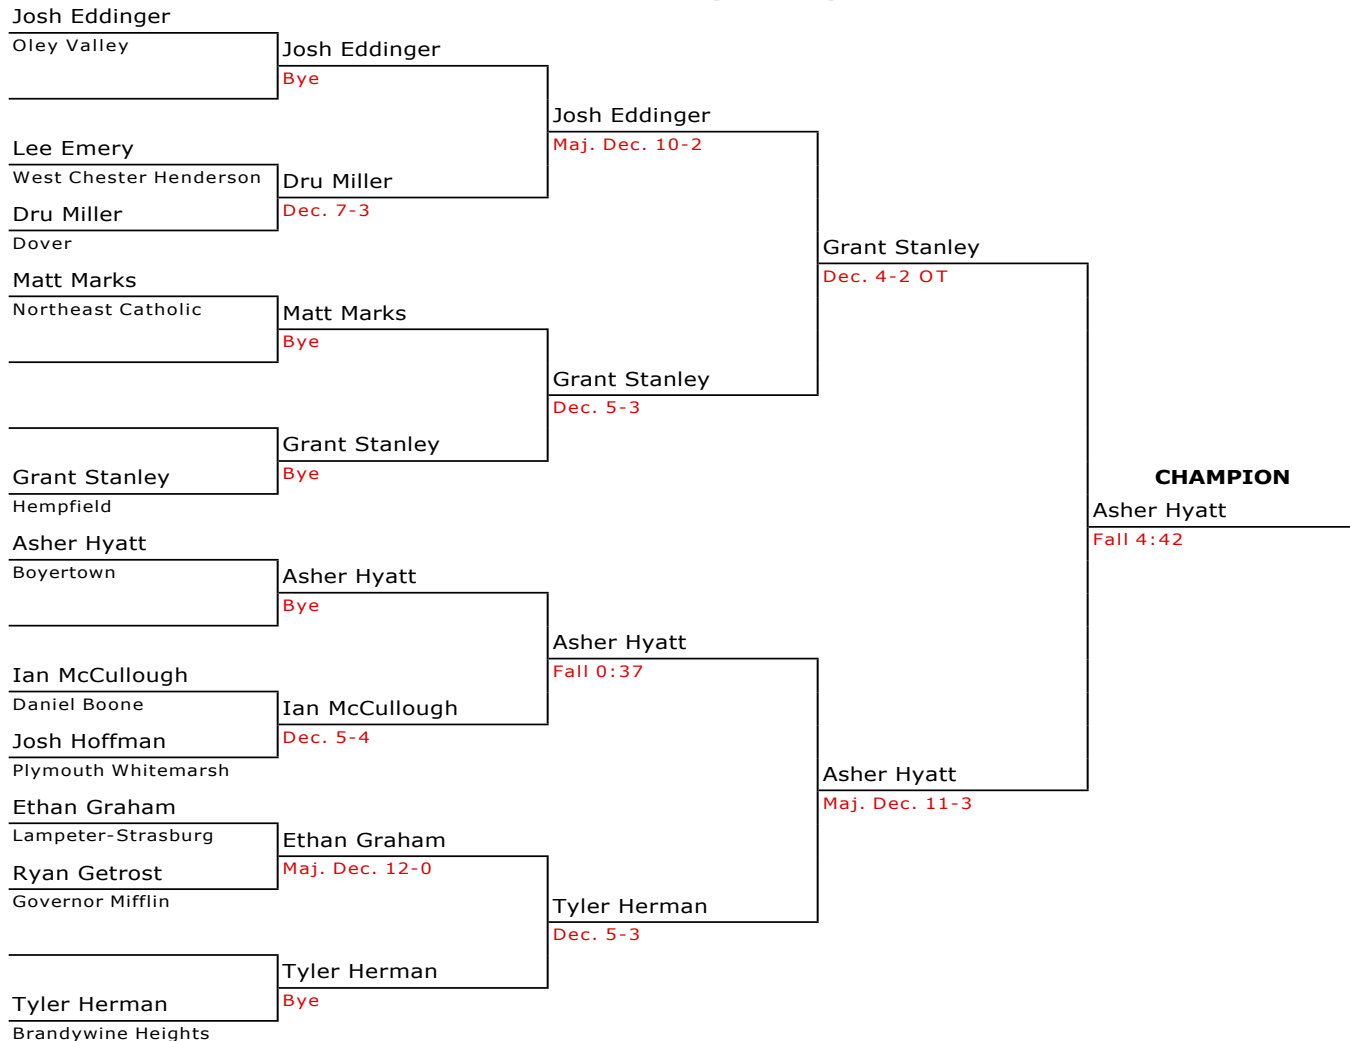 Josh Eddinger
Oley Valley
Josh Eddinger
Bye
Josh Eddinger
Maj. Dec. 10-2
Lee Emery
West Chester Henderson
Dru Miller
Dec. 7-3
Dru Miller
Dover
Grant Stanley
Dec. 4-2 OT
Matt Marks
Northeast Catholic
Matt Marks
Bye
Grant Stanley
Dec. 5-3
Grant Stanley
Bye
Grant Stanley
Hempfield
CHAMPION
Asher Hyatt
Fall 4:42
Asher Hyatt
Boyertown
Asher Hyatt
Bye
Asher Hyatt
Fall 0:37
Ian McCullough
Daniel Boone
Ian McCullough
Dec. 5-4
Josh Hoffman
Plymouth Whitemarsh
Asher Hyatt
Maj. Dec. 11-3
Ethan Graham
Lampeter-Strasburg
Ethan Graham
Maj. Dec. 12-0
Ryan Getrost
Governor Mifflin
Tyler Herman
Dec. 5-3
Tyler Herman
Bye
Tyler Herman
Brandywine Heights